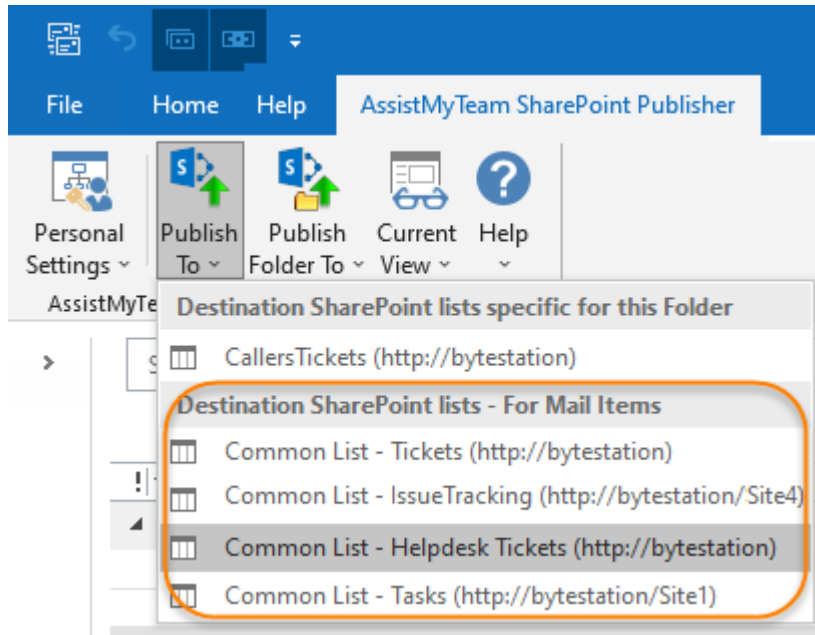 File Home Help AssistMyTeam SharePoint Publisher
Personal Settings
Publish To
Publish Folder To
Current View
Help
AssistMyTe
Destination SharePoint lists specific for this Folder
CallersTickets (http://bytestation)
Destination SharePoint lists - For Mail Items
Common List - Tickets (http://bytestation)
Common List - IssueTracking (http://bytestation/Site4)
Common List - Helpdesk Tickets (http://bytestation)
Common List - Tasks (http://bytestation/Site1)